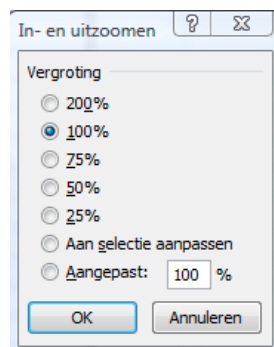 In- en uitzoomen ?
Vergroting
200%
100%
75%
50%
25%
Aan selectie aanpassen
Aangepast: 100 %
OK Annuleren